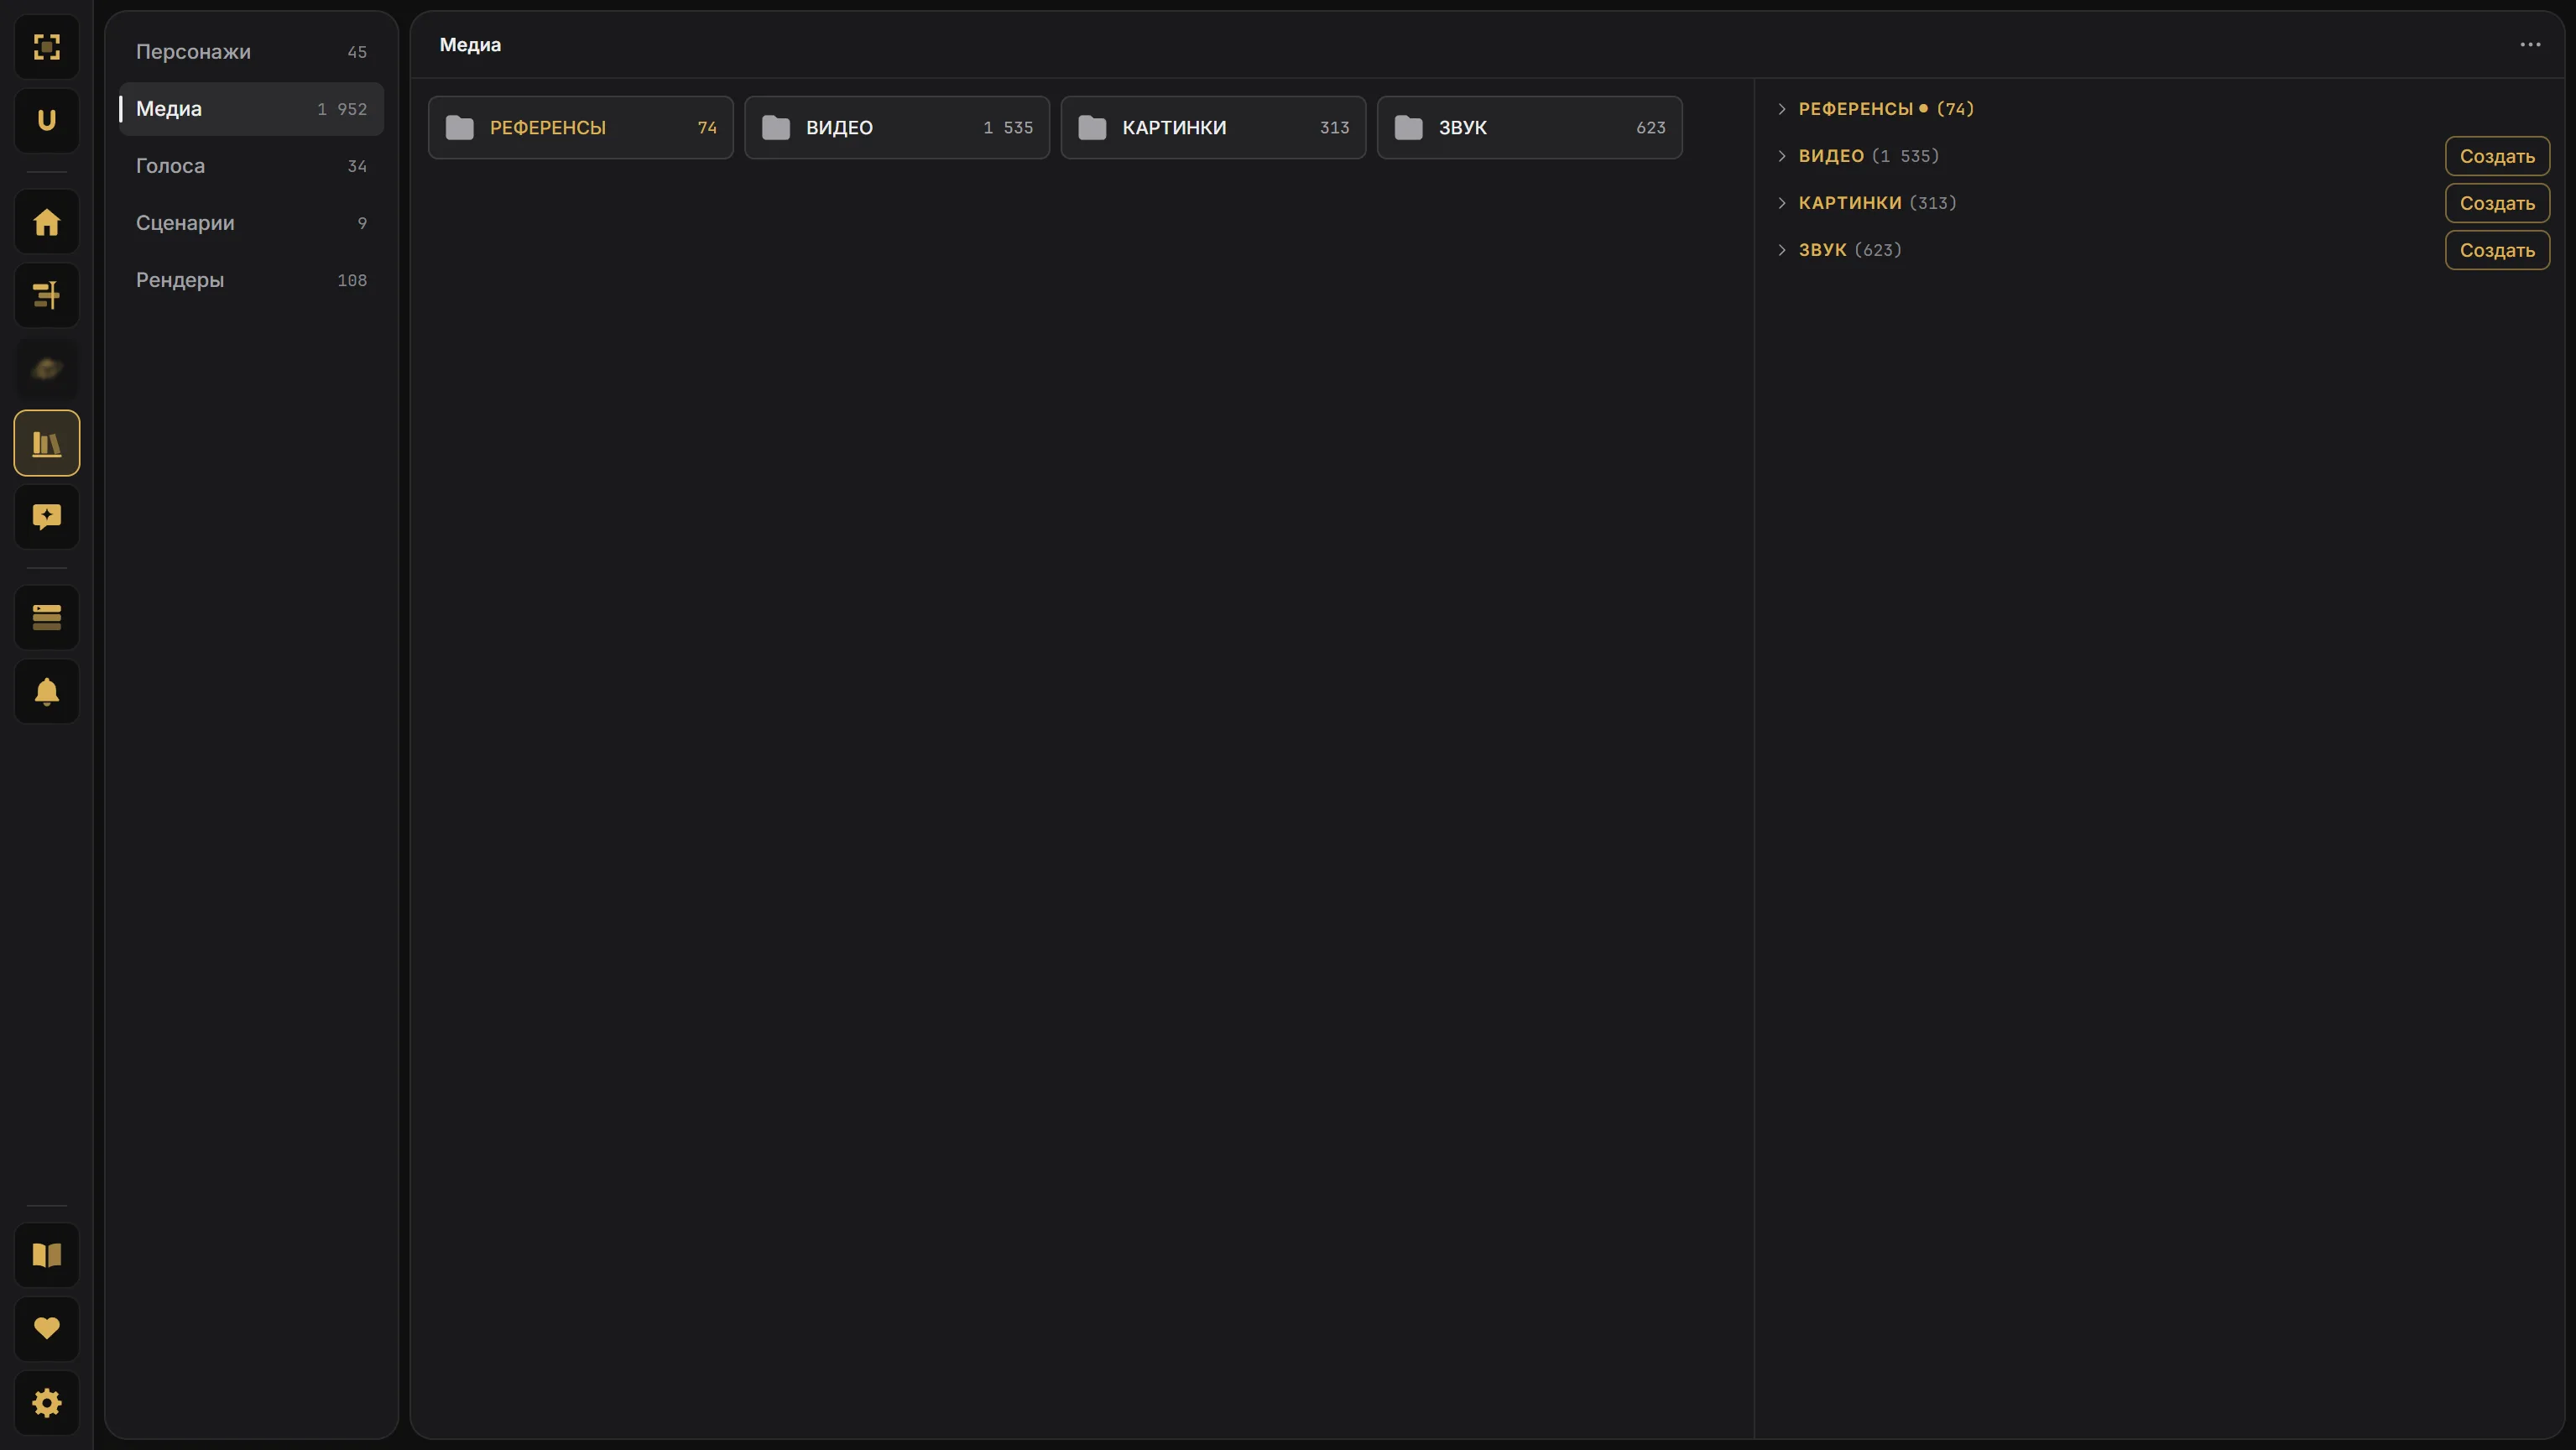 Персонажи 45
Медиа 1 952
Голоса 34
Сценарии 9
Рендеры 108
Медиа
РЕФЕРЕНСЫ 74
ВИДЕО 1 535
КАРТИНКИ 313
ЗВУК 623
РЕФЕРЕНСЫ • (74)
ВИДЕО (1 535) Создать
КАРТИНКИ (313) Создать
ЗВУК (623) Создать